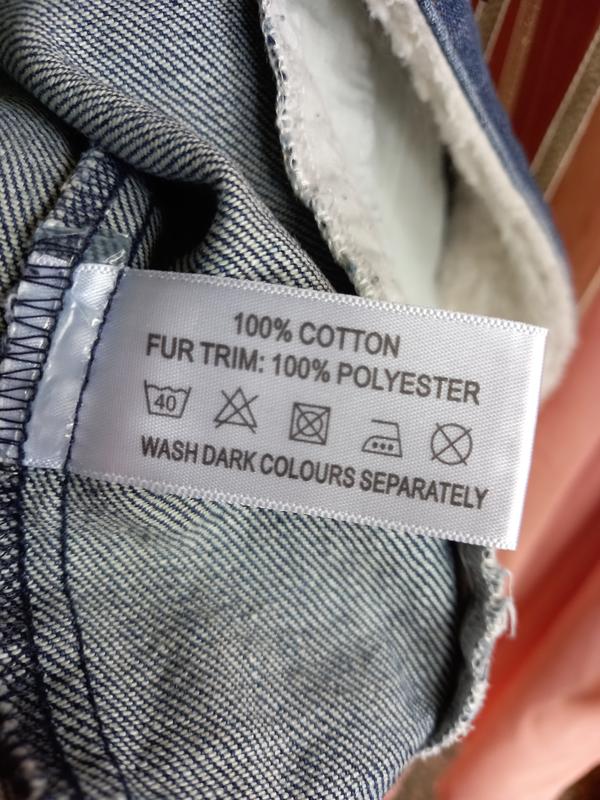 100% COTTON
FUR TRIM: 100% POLYESTER
40
WASH DARK COLOURS SEPARATELY